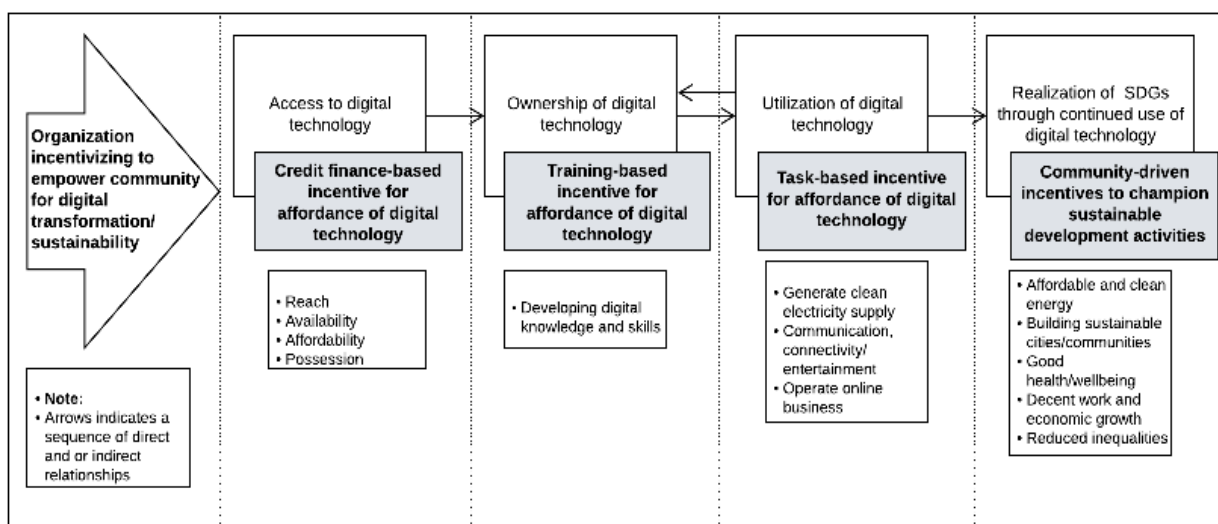 Organization
incentivizing to
empower community
for digital
transformation/
sustainability
• Note:
• Arrows indicates a
sequence of direct
and or indirect
relationships
Access to digital
technology
Credit finance-based
incentive for
affordance of digital
technology
• Reach
• Availability
• Affordability
• Possession
Ownership of digital
technology
Training-based
incentive for
affordance of digital
technology
• Developing digital
knowledge and skills
Utilization of digital
technology
Task-based incentive
for affordance of digital
technology
• Generate clean
electricity supply
• Communication,
connectivity/
entertainment
• Operate online
business
Realization of SDGs
through continued use of
digital technology
Community-driven
incentives to champion
sustainable
development activities
• Affordable and clean
energy
• Building sustainable
cities/communities
• Good
health/wellbeing
• Decent work and
economic growth
• Reduced inequalities